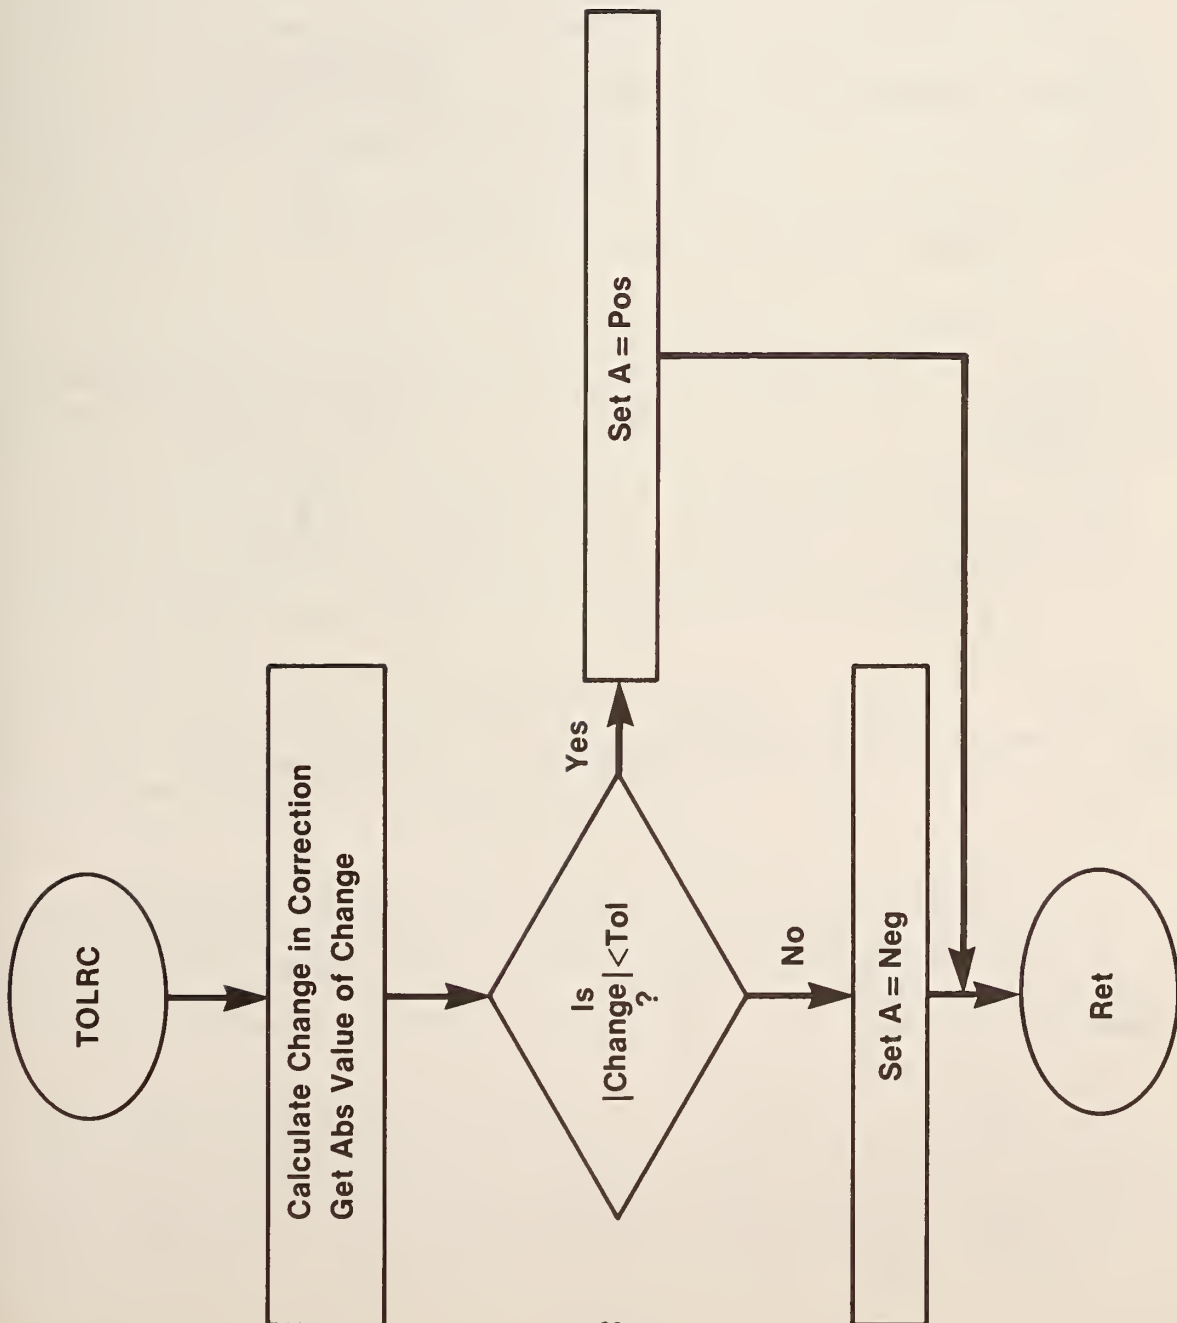 TOLRC
Calculate Change in Correction
Get Abs Value of Change
Is
|Change|<Tol
?
Yes
Set A = Pos
No
Set A = Neg
Ret